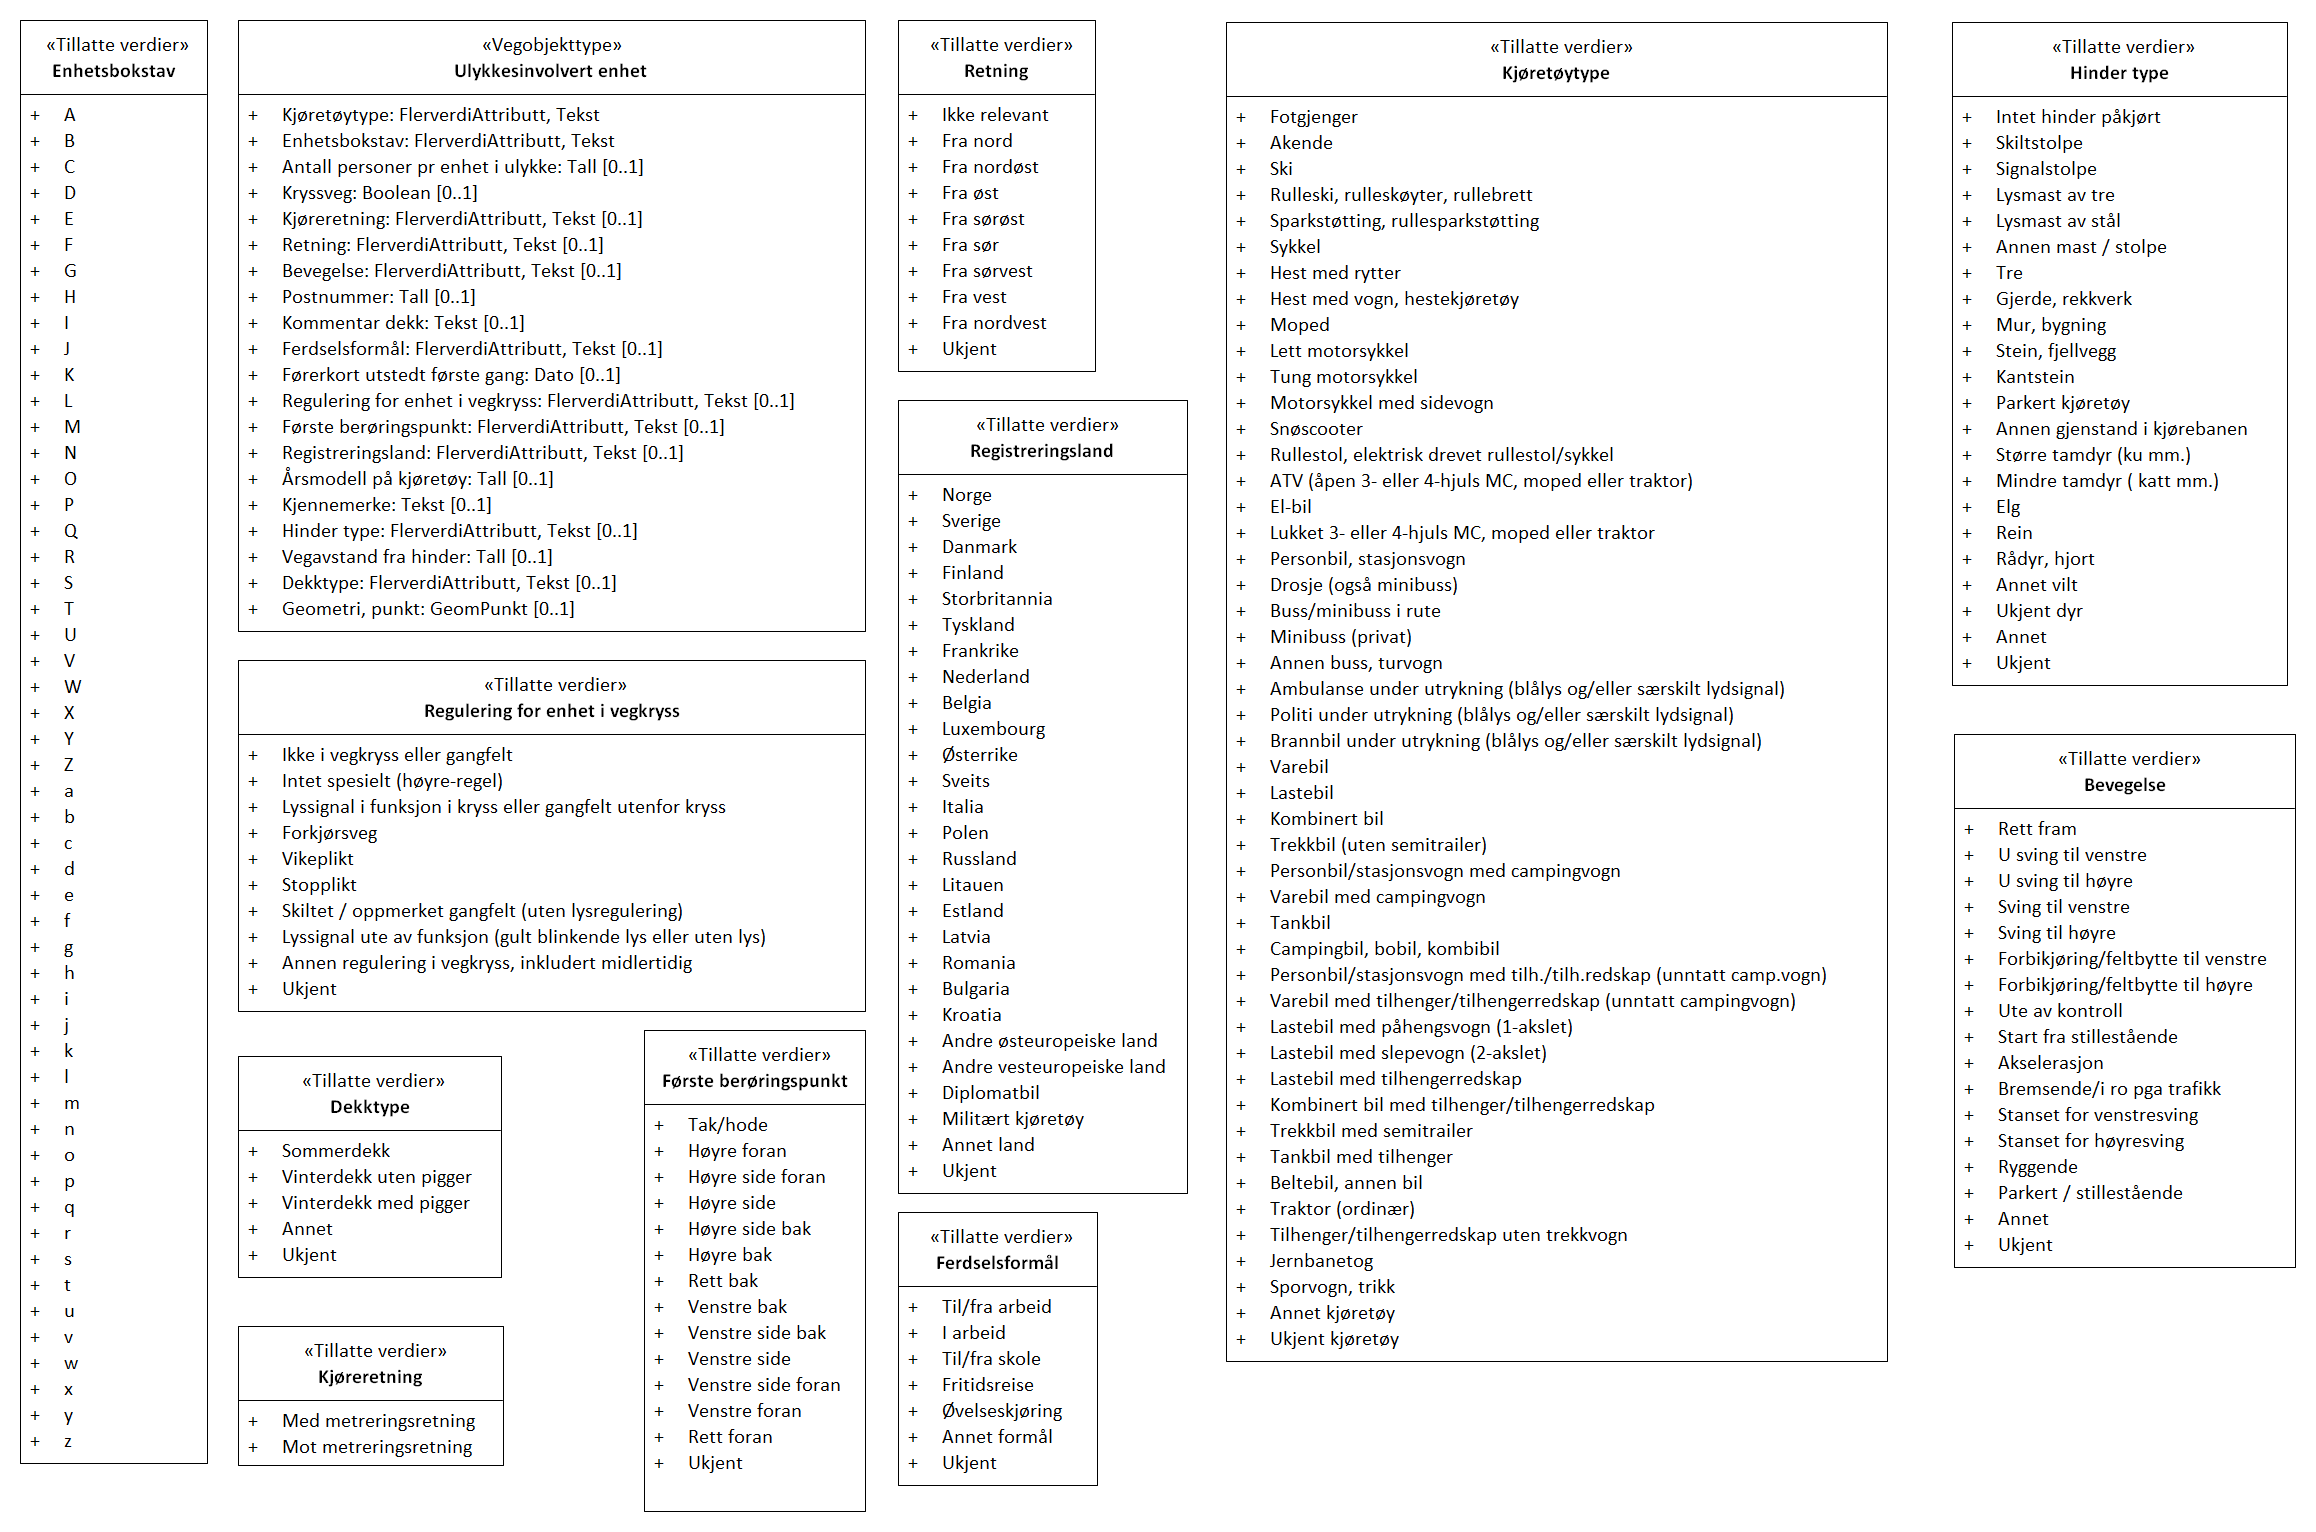 «Tillatte verdier»
Enhetsbokstav
+ A
+ B
+ C
+ D
+ E
+ F
+ G
+ H
+ I
+ J
+ K
+ L
+ M
+ N
+ O
+ P
+ Q
+ R
+ S
+ T
+ U
+ V
+ W
+ X
+ Y
+ Z
+ a
+ b
+ c
+ d
+ e
+ f
+ g
+ h
+ i
+ j
+ k
+ l
+ m
+ n
+ o
+ p
+ q
+ r
+ s
+ t
+ u
+ v
+ w
+ x
+ y
+ z
«Vegobjekttype»
Ulykkesinvolvert enhet
+ Kjøretøytype: FlerverdiAttributt, Tekst
+ Enhetsbokstav: FlerverdiAttributt, Tekst
+ Antall personer pr enhet i ulykke: Tall [0..1]
+ Kryssveg: Boolean [0..1]
+ Kjøreretning: FlerverdiAttributt, Tekst [0..1]
+ Retning: FlerverdiAttributt, Tekst [0..1]
+ Bevegelse: FlerverdiAttributt, Tekst [0..1]
+ Postnummer: Tall [0..1]
+ Kommentar dekk: Tekst [0..1]
+ Ferdselsformål: FlerverdiAttributt, Tekst [0..1]
+ Førerkort utstedt første gang: Dato [0..1]
+ Regulering for enhet i vegkryss: FlerverdiAttributt, Tekst [0..1]
+ Første berøringspunkt: FlerverdiAttributt, Tekst [0..1]
+ Registreringsland: FlerverdiAttributt, Tekst [0..1]
+ Årsmodell på kjøretøy: Tall [0..1]
+ Kjennemerke: Tekst [0..1]
+ Hinder type: FlerverdiAttributt, Tekst [0..1]
+ Vegavstand fra hinder: Tall [0..1]
+ Dekktype: FlerverdiAttributt, Tekst [0..1]
+ Geometri, punkt: GeomPunkt [0..1]
«Tillatte verdier»
Regulering for enhet i vegkryss
+ Ikke i vegkryss eller gangfelt
+ Intet spesielt (høyre-regel)
+ Lyssignal i funksjon i kryss eller gangfelt utenfor kryss
+ Forkjørsveg
+ Vikeplikt
+ Stopplikt
+ Skiltet / oppmerket gangfelt (uten lysregulering)
+ Lyssignal ute av funksjon (gult blinkende lys eller uten lys)
+ Annen regulering i vegkryss, inkludert midlertidig
+ Ukjent
«Tillatte verdier»
Dekktype
+ Sommerdekk
+ Vinterdekk uten pigger
+ Vinterdekk med pigger
+ Annet
+ Ukjent
«Tillatte verdier»
Kjøreretning
+ Med metreringsretning
+ Mot metreringsretning
«Tillatte verdier»
Første berøringspunkt
+ Tak/hode
+ Høyre foran
+ Høyre side foran
+ Høyre side
+ Høyre side bak
+ Høyre bak
+ Rett bak
+ Venstre bak
+ Venstre side bak
+ Venstre side
+ Venstre side foran
+ Venstre foran
+ Rett foran
+ Ukjent
«Tillatte verdier»
Retning
+ Ikke relevant
+ Fra nord
+ Fra nordøst
+ Fra øst
+ Fra sørøst
+ Fra sør
+ Fra sørvest
+ Fra vest
+ Fra nordvest
+ Ukjent
«Tillatte verdier»
Registreringsland
+ Norge
+ Sverige
+ Danmark
+ Finland
+ Storbritannia
+ Tyskland
+ Frankrike
+ Nederland
+ Belgia
+ Luxembourg
+ Østerrike
+ Sveits
+ Italia
+ Polen
+ Russland
+ Litauen
+ Estland
+ Latvia
+ Romania
+ Bulgaria
+ Kroatia
+ Andre østeuropeiske land
+ Andre vesteuropeiske land
+ Diplomatbil
+ Militært kjøretøy
+ Annet land
+ Ukjent
«Tillatte verdier»
Ferdselsformål
+ Til/fra arbeid
+ I arbeid
+ Til/fra skole
+ Fritidsreise
+ Øvelseskjøring
+ Annet formål
+ Ukjent
«Tillatte verdier»
Kjøretøytype
+ Fotgjenger
+ Akende
+ Ski
+ Rulleski, rulleskøyter, rullebrett
+ Sparkstøtting, rullesparkstøtting
+ Sykkel
+ Hest med rytter
+ Hest med vogn, hestekjøretøy
+ Moped
+ Lett motorsykkel
+ Tung motorsykkel
+ Motorsykkel med sidevogn
+ Snøscooter
+ Rullestol, elektrisk drevet rullestol/sykkel
+ ATV (åpen 3- eller 4-hjuls MC, moped eller traktor)
+ El-bil
+ Lukket 3- eller 4-hjuls MC, moped eller traktor
+ Personbil, stasjonsvogn
+ Drosje (også minibuss)
+ Buss/minibuss i rute
+ Minibuss (privat)
+ Annen buss, turvogn
+ Ambulanse under utrykning (blålys og/eller særskilt lydsignal)
+ Politi under utrykning (blålys og/eller særskilt lydsignal)
+ Brannbil under utrykning (blålys og/eller særskilt lydsignal)
+ Varebil
+ Lastebil
+ Kombinert bil
+ Trekkbil (uten semitrailer)
+ Personbil/stasjonsvogn med campingvogn
+ Varebil med campingvogn
+ Tankbil
+ Campingbil, bobil, kombibil
+ Personbil/stasjonsvogn med tilh./tilh.redskap (unntatt camp.vogn)
+ Varebil med tilhenger/tilhengerredskap (unntatt campingvogn)
+ Lastebil med påhengsvogn (1-akslet)
+ Lastebil med slepevogn (2-akslet)
+ Lastebil med tilhengerredskap
+ Kombinert bil med tilhenger/tilhengerredskap
+ Trekkbil med semitrailer
+ Tankbil med tilhenger
+ Beltebil, annen bil
+ Traktor (ordinær)
+ Tilhenger/tilhengerredskap uten trekkvogn
+ Jernbanetog
+ Sporvogn, trikk
+ Annet kjøretøy
+ Ukjent kjøretøy
«Tillatte verdier»
Hinder type
+ Intet hinder påkjørt
+ Skiltstolpe
+ Signalstolpe
+ Lysmast av tre
+ Lysmast av stål
+ Annen mast / stolpe
+ Tre
+ Gjerde, rekkverk
+ Mur, bygning
+ Stein, fjellvegg
+ Kantstein
+ Parkert kjøretøy
+ Annen gjenstand i kjørebanen
+ Større tamdyr (ku mm.)
+ Mindre tamdyr ( katt mm.)
+ Elg
+ Rein
+ Rådyr, hjort
+ Annet vilt
+ Ukjent dyr
+ Annet
+ Ukjent
«Tillatte verdier»
Bevegelse
+ Rett fram
+ U sving til venstre
+ U sving til høyre
+ Sving til venstre
+ Sving til høyre
+ Forbikjøring/feltbytte til venstre
+ Forbikjøring/feltbytte til høyre
+ Ute av kontroll
+ Start fra stillestående
+ Akselerasjon
+ Bremsende/i ro pga trafikk
+ Stanset for venstresving
+ Stanset for høyresving
+ Ryggende
+ Parkert / stillestående
+ Annet
+ Ukjent